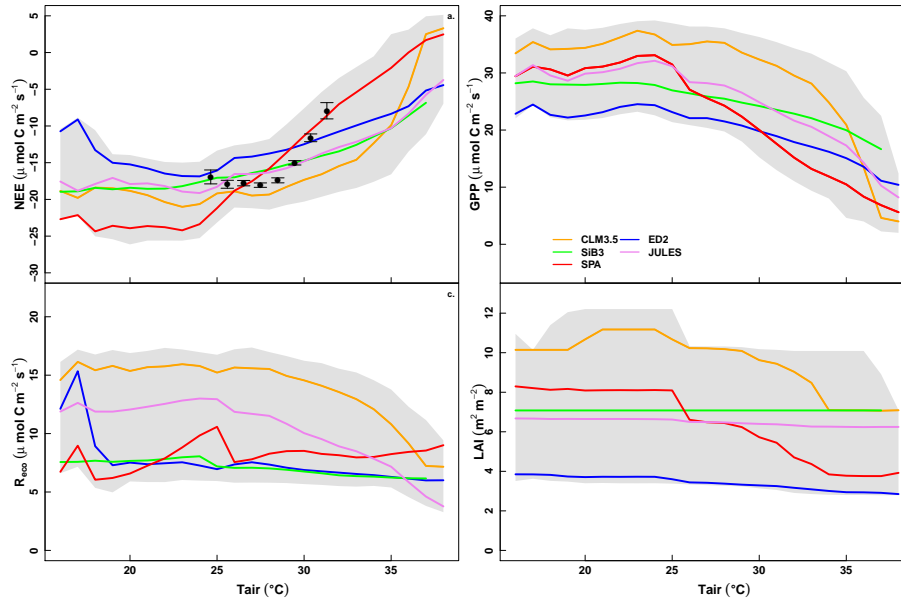 a.
NEE (μ mol C m⁻² s⁻¹)
5
0
−5
−10
−15
−20
−25
−30
GPP (μ mol C m⁻² s⁻¹)
40
30
20
10
0
CLM3.5
SiB3
SPA
ED2
JULES
c.
R_eco (μ mol C m⁻² s⁻¹)
20
15
10
5
0
20 25 30 35
Tair (°C)
LAI (m² m⁻²)
12
10
8
6
4
2
0
20 25 30 35
Tair (°C)